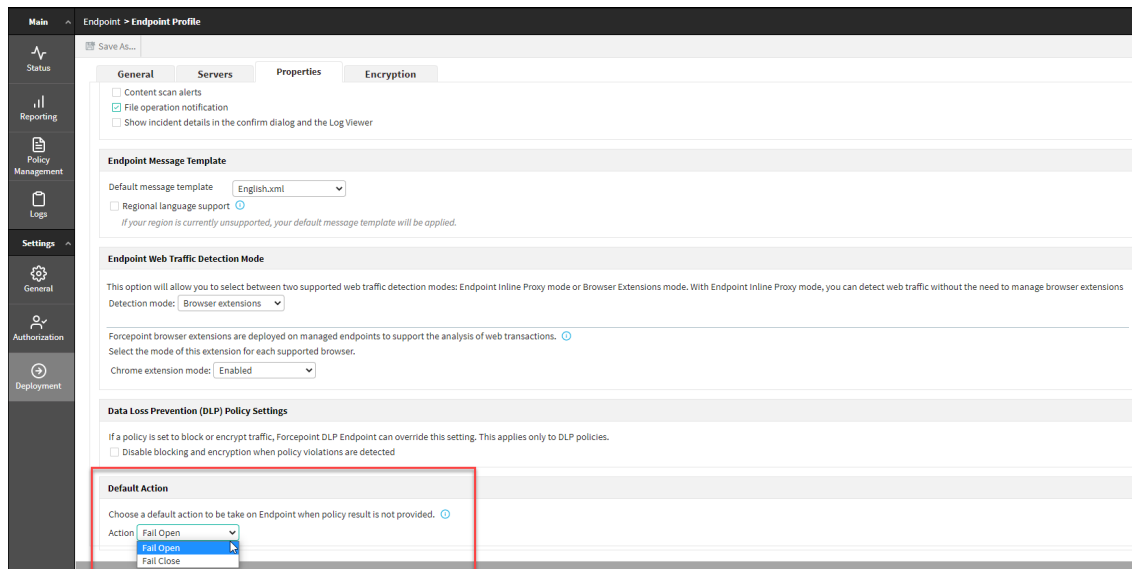 Main
Endpoint > Endpoint Profile
Status
Reporting
Policy
Management
Logs
Settings
General
Authorization
Deployment
Save As...
General
Servers
Properties
Encryption
Content scan alerts
File operation notification
Show incident details in the confirm dialog and the Log Viewer
Endpoint Message Template
Default message template English.xml
Regional language support
If your region is currently unsupported, your default message template will be applied.
Endpoint Web Traffic Detection Mode
This option will allow you to select between two supported web traffic detection modes: Endpoint Inline Proxy mode or Browser Extensions mode. With Endpoint Inline Proxy mode, you can detect web traffic without the need to manage browser extensions
Detection mode: Browser extensions
Forcepoint browser extensions are deployed on managed endpoints to support the analysis of web transactions.
Select the mode of this extension for each supported browser.
Chrome extension mode: Enabled
Data Loss Prevention (DLP) Policy Settings
If a policy is set to block or encrypt traffic, Forcepoint DLP Endpoint can override this setting. This applies only to DLP policies.
Disable blocking and encryption when policy violations are detected
Default Action
Choose a default action to be take on Endpoint when policy result is not provided.
Action Fail Open
Fail Open
Fail Close